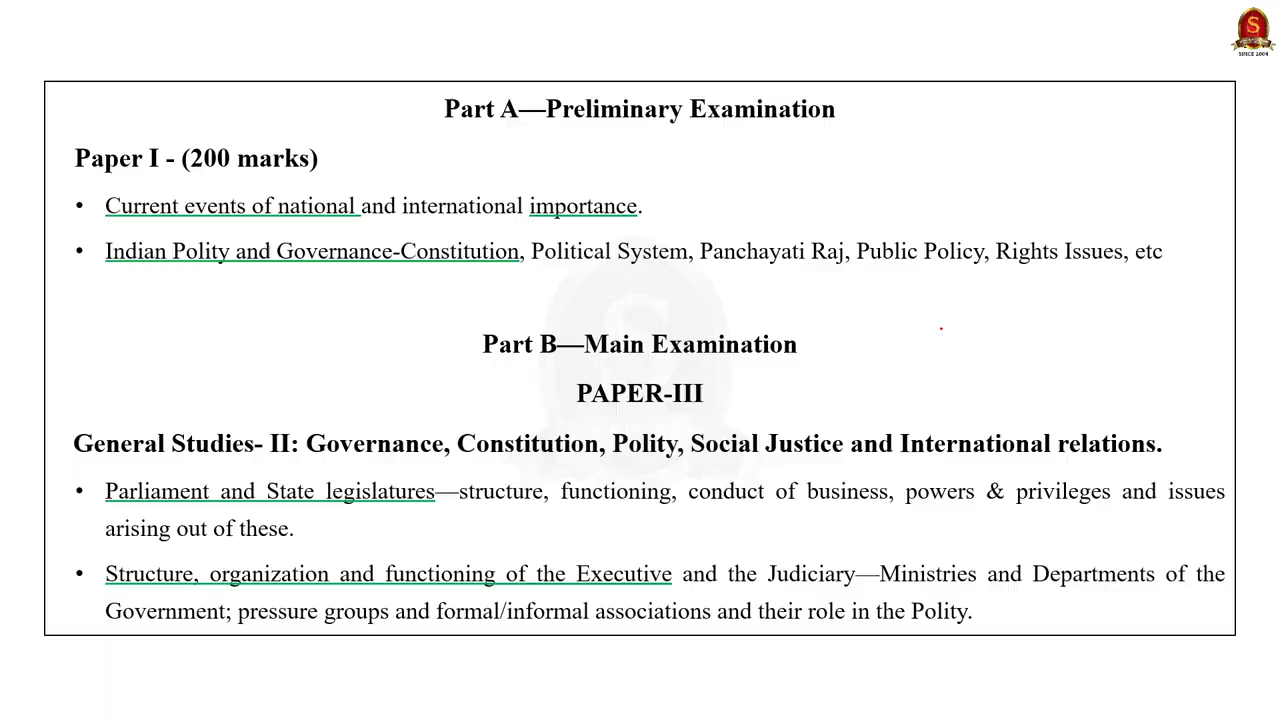 S
SINCE 2004
Part A—Preliminary Examination
Paper I - (200 marks)
• Current events of national and international importance.
• Indian Polity and Governance-Constitution, Political System, Panchayati Raj, Public Policy, Rights Issues, etc
Part B—Main Examination
PAPER-III
General Studies- II: Governance, Constitution, Polity, Social Justice and International relations.
• Parliament and State legislatures—structure, functioning, conduct of business, powers & privileges and issues
arising out of these.
• Structure, organization and functioning of the Executive and the Judiciary—Ministries and Departments of the
Government; pressure groups and formal/informal associations and their role in the Polity.